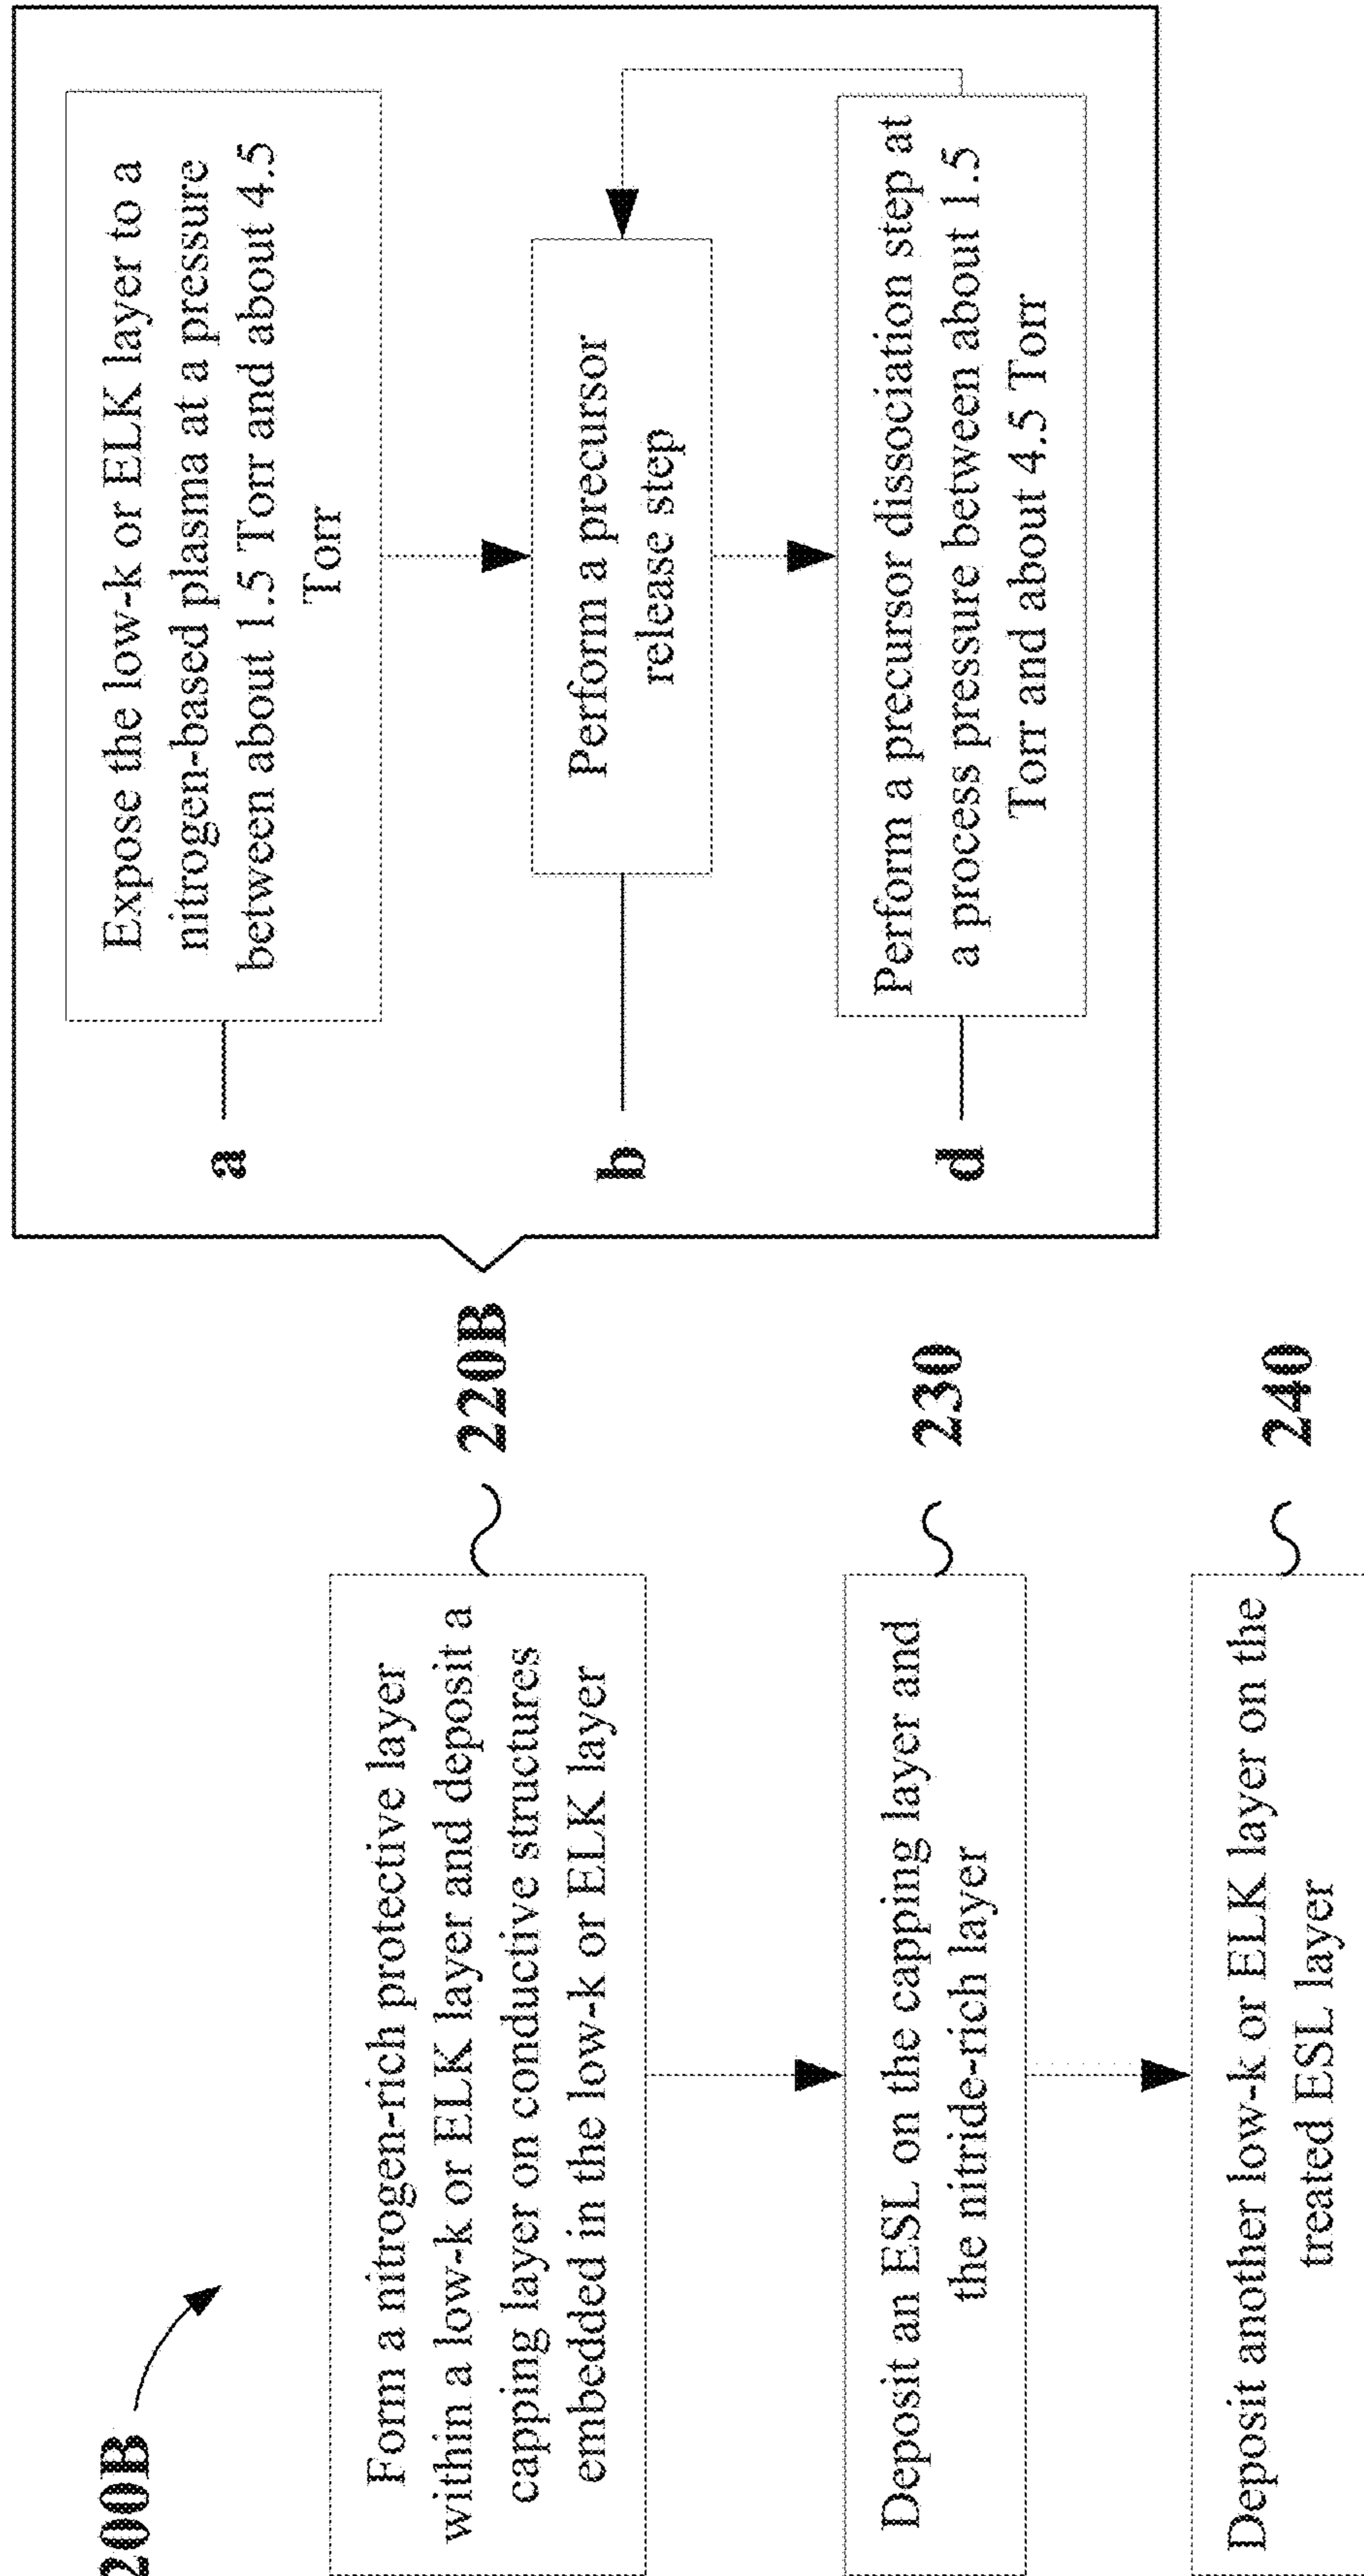 200B
Form a nitrogen-rich protective layer
within a low-k or ELK layer and deposit a
capping layer on conductive structures
embedded in the low-k or ELK layer
220B
Deposit an ESL on the capping layer and
the nitride-rich layer
230
Deposit another low-k or ELK layer on the
treated ESL layer
240
a
Expose the low-k or ELK layer to a
nitrogen-based plasma at a pressure
between about 1.5 Torr and about 4.5
Torr
b
Perform a precursor
release step
d
Perform a precursor dissociation step at
a process pressure between about 1.5
Torr and about 4.5 Torr